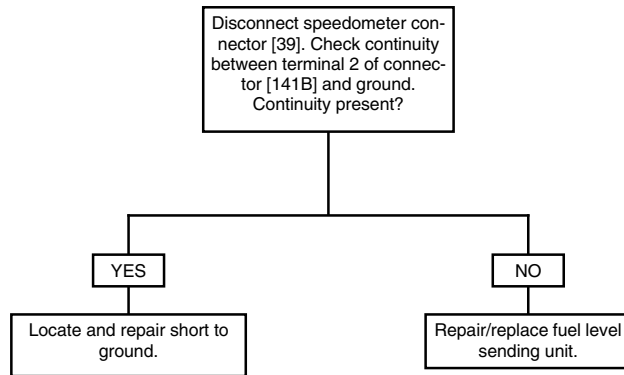 Disconnect speedometer con-
nector [39]. Check continuity
between terminal 2 of connec-
tor [141B] and ground.
Continuity present?
YES
NO
Locate and repair short to
ground.
Repair/replace fuel level
sending unit.